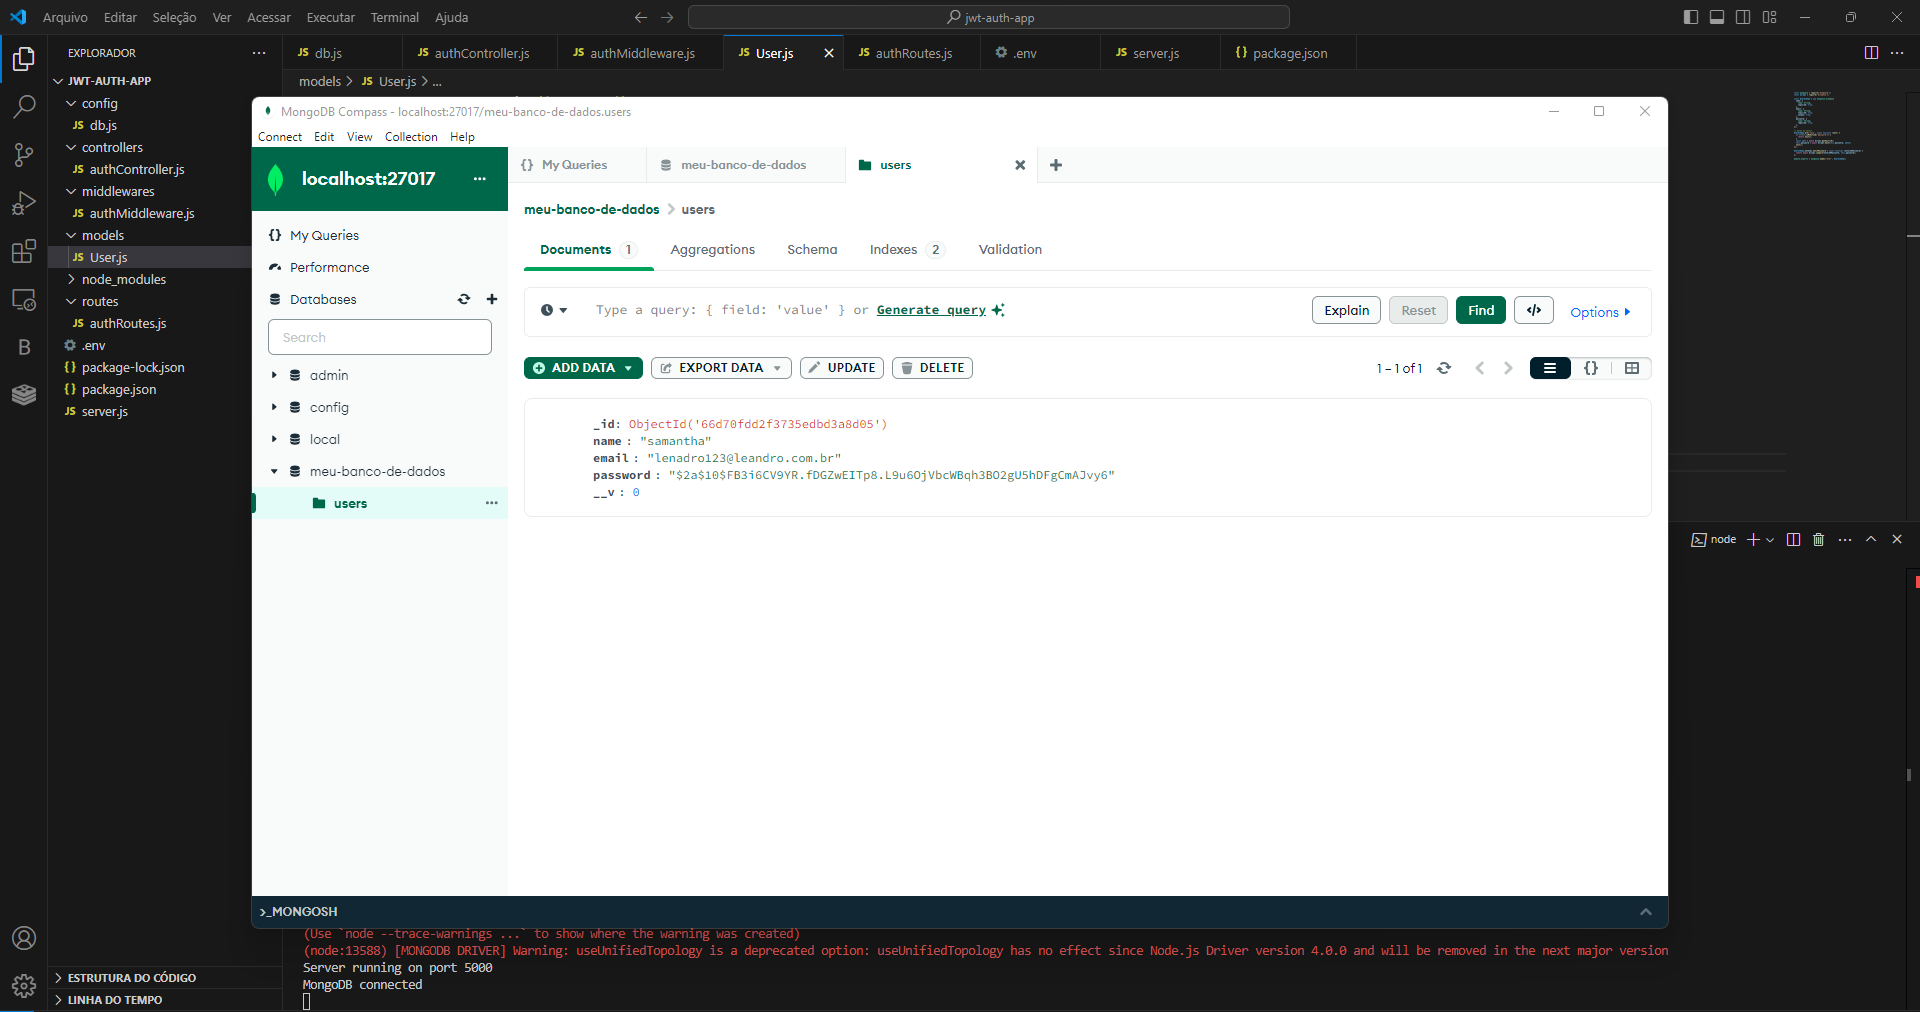 Arquivo Editar Seleção Ver Acessar Executar Terminal Ajuda
jwt-auth-app
EXPLORADOR
JS db.js
JS authController.js
JS authMiddleware.js
JS User.js
JS authRoutes.js
.env
JS server.js
{} package.json
models > JS User.js > ...
JWT-AUTH-APP
config
JS db.js
controllers
JS authController.js
middlewares
JS authMiddleware.js
models
JS User.js
node_modules
routes
JS authRoutes.js
.env
{} package-lock.json
{} package.json
JS server.js
B
ESTRUTURA DO CÓDIGO
LINHA DO TEMPO
MongoDB Compass - localhost:27017/meu-banco-de-dados.users
Connect Edit View Collection Help
localhost:27017
{} My Queries
Performance
Databases
Search
admin
config
local
meu-banco-de-dados
users
{} My Queries
meu-banco-de-dados
users
meu-banco-de-dados > users
Documents 1
Aggregations
Schema
Indexes 2
Validation
Type a query: { field: 'value' } or Generate query
Explain
Reset
Find
</>
Options
ADD DATA
EXPORT DATA
UPDATE
DELETE
1 – 1 of 1
{}
_id: ObjectId('66d70fdd2f3735edbd3a8d05')
name : "samantha"
email : "lenadro123@leandro.com.br"
password : "$2a$10$FB3i6CV9YR.fDGZwEITp8.L9u6OjVbcWBqh3BO2gU5hDFgCmAJvy6"
__v : 0
>_MONGOSH
node
(Use `node --trace-warnings ...` to show where the warning was created)
(node:13588) [MONGODB DRIVER] Warning: useUnifiedTopology is a deprecated option: useUnifiedTopology has no effect since Node.js Driver version 4.0.0 and will be removed in the next major version
Server running on port 5000
MongoDB connected